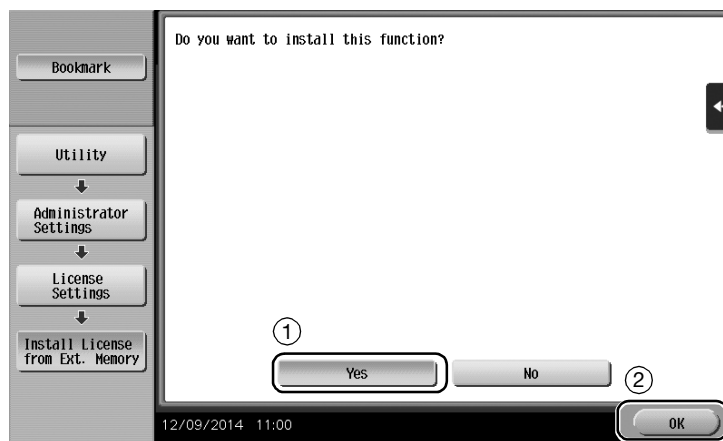 Do you want to install this function?
Bookmark
Utility
Administrator
Settings
License
Settings
Install License
from Ext. Memory
1
Yes
No
2
12/09/2014 11:00
OK